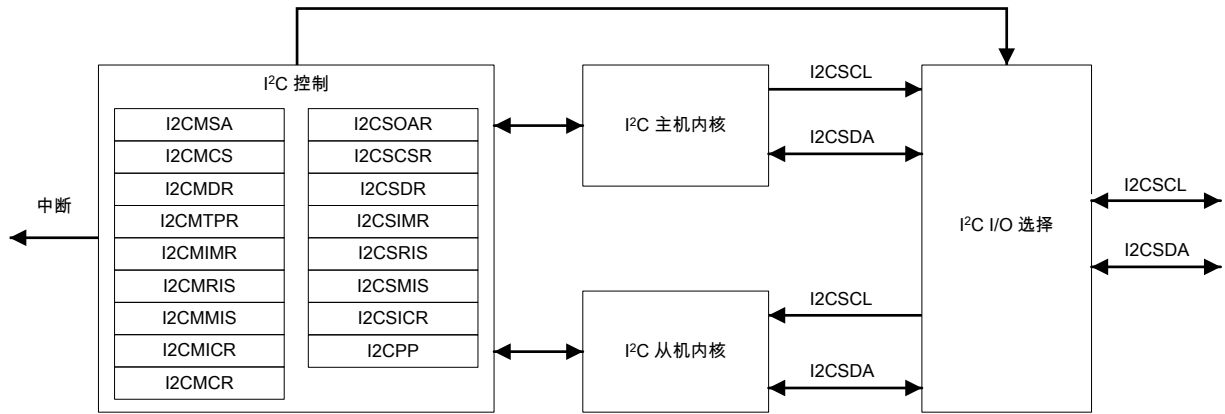 I²C 控制
I2CMSA
I2CMCS
I2CMDR
I2CMTPR
I2CMIMR
I2CMRIS
I2CMMIS
I2CMICR
I2CMCR
I2CSOAR
I2CSCSR
I2CSDR
I2CSIMR
I2CSRIS
I2CSMIS
I2CSICR
I2CPP
中断
I²C 主机内核
I2CSCL
I2CSDA
I²C 从机内核
I2CSCL
I2CSDA
I²C I/O 选择
I2CSCL
I2CSDA